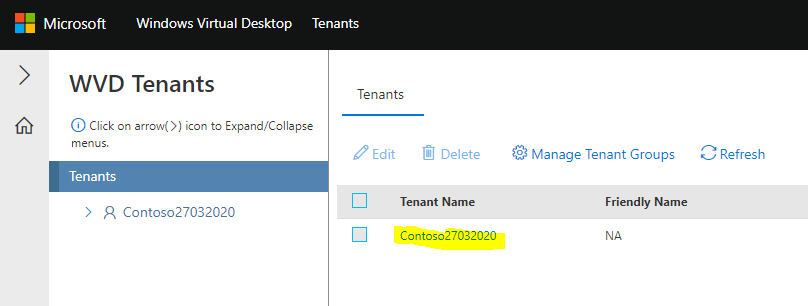 Microsoft Windows Virtual Desktop Tenants
WVD Tenants
Click on arrow(>) icon to Expand/Collapse
menus.
Tenants
Contoso27032020
Tenants
Edit Delete Manage Tenant Groups Refresh
Tenant Name Friendly Name
Contoso27032020 NA